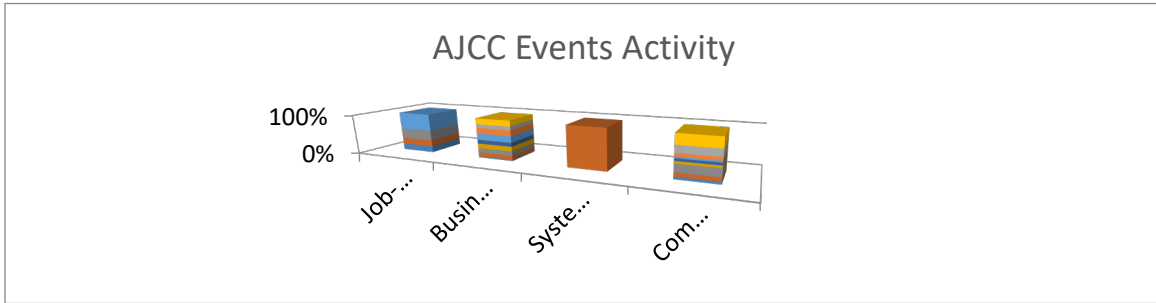 AJCC Events Activity
100%
0%
Job-...
Busin...
Syste...
Com...